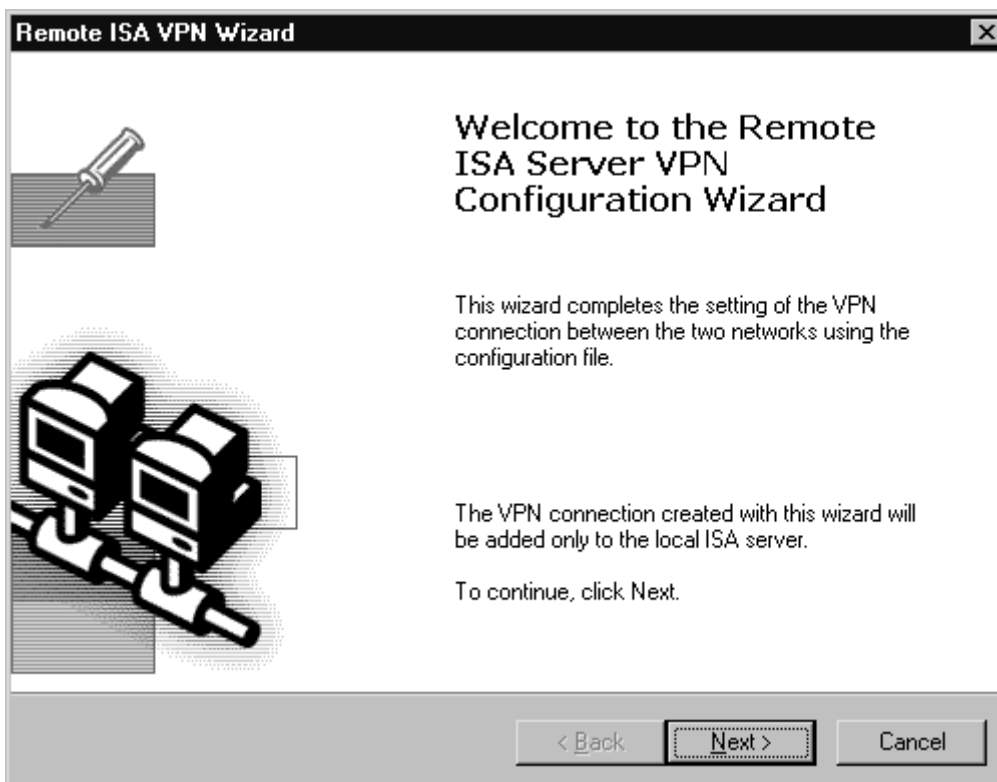 Remote ISA VPN Wizard
Welcome to the Remote
ISA Server VPN
Configuration Wizard
This wizard completes the setting of the VPN
connection between the two networks using the
configuration file.
The VPN connection created with this wizard will
be added only to the local ISA server.
To continue, click Next.
< Back
Next >
Cancel